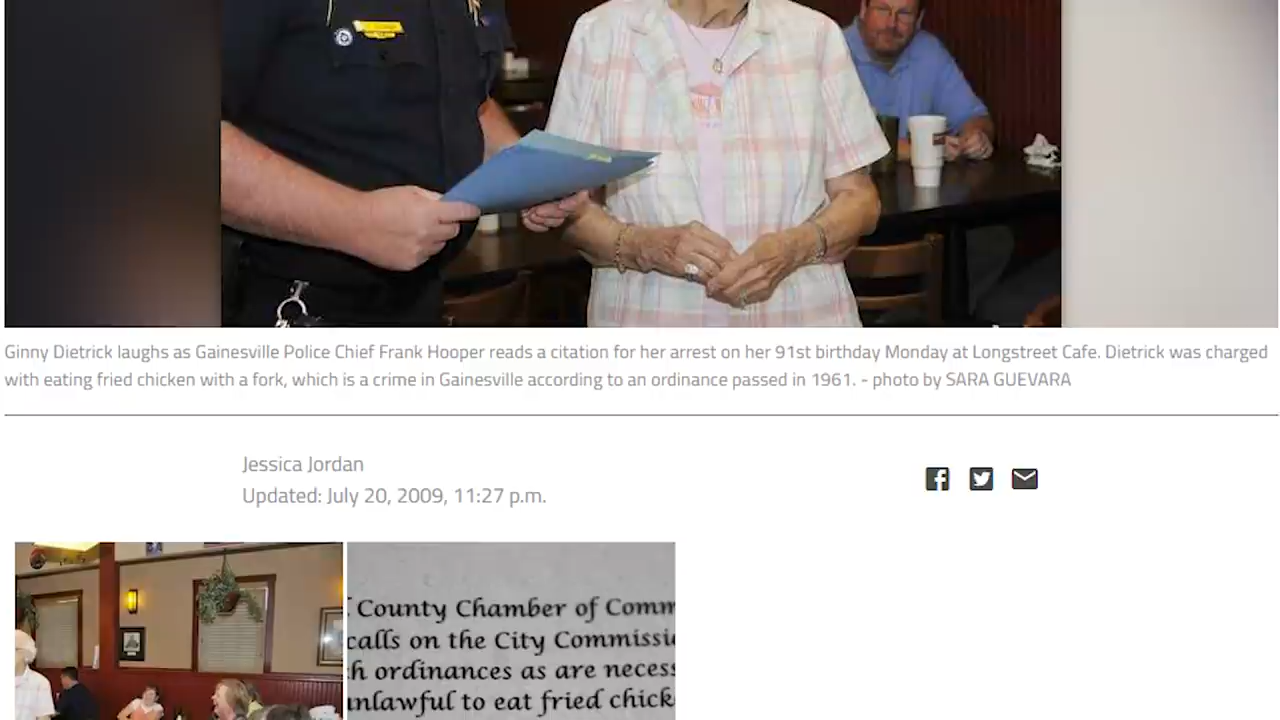 Ginny Dietrick laughs as Gainesville Police Chief Frank Hooper reads a citation for her arrest on her 91st birthday Monday at Longstreet Cafe. Dietrick was charged
with eating fried chicken with a fork, which is a crime in Gainesville according to an ordinance passed in 1961. - photo by SARA GUEVARA
Jessica Jordan
Updated: July 20, 2009, 11:27 p.m.
County Chamber of Comm
calls on the City Commissi
h ordinances as are necess
unlawful to eat fried chick